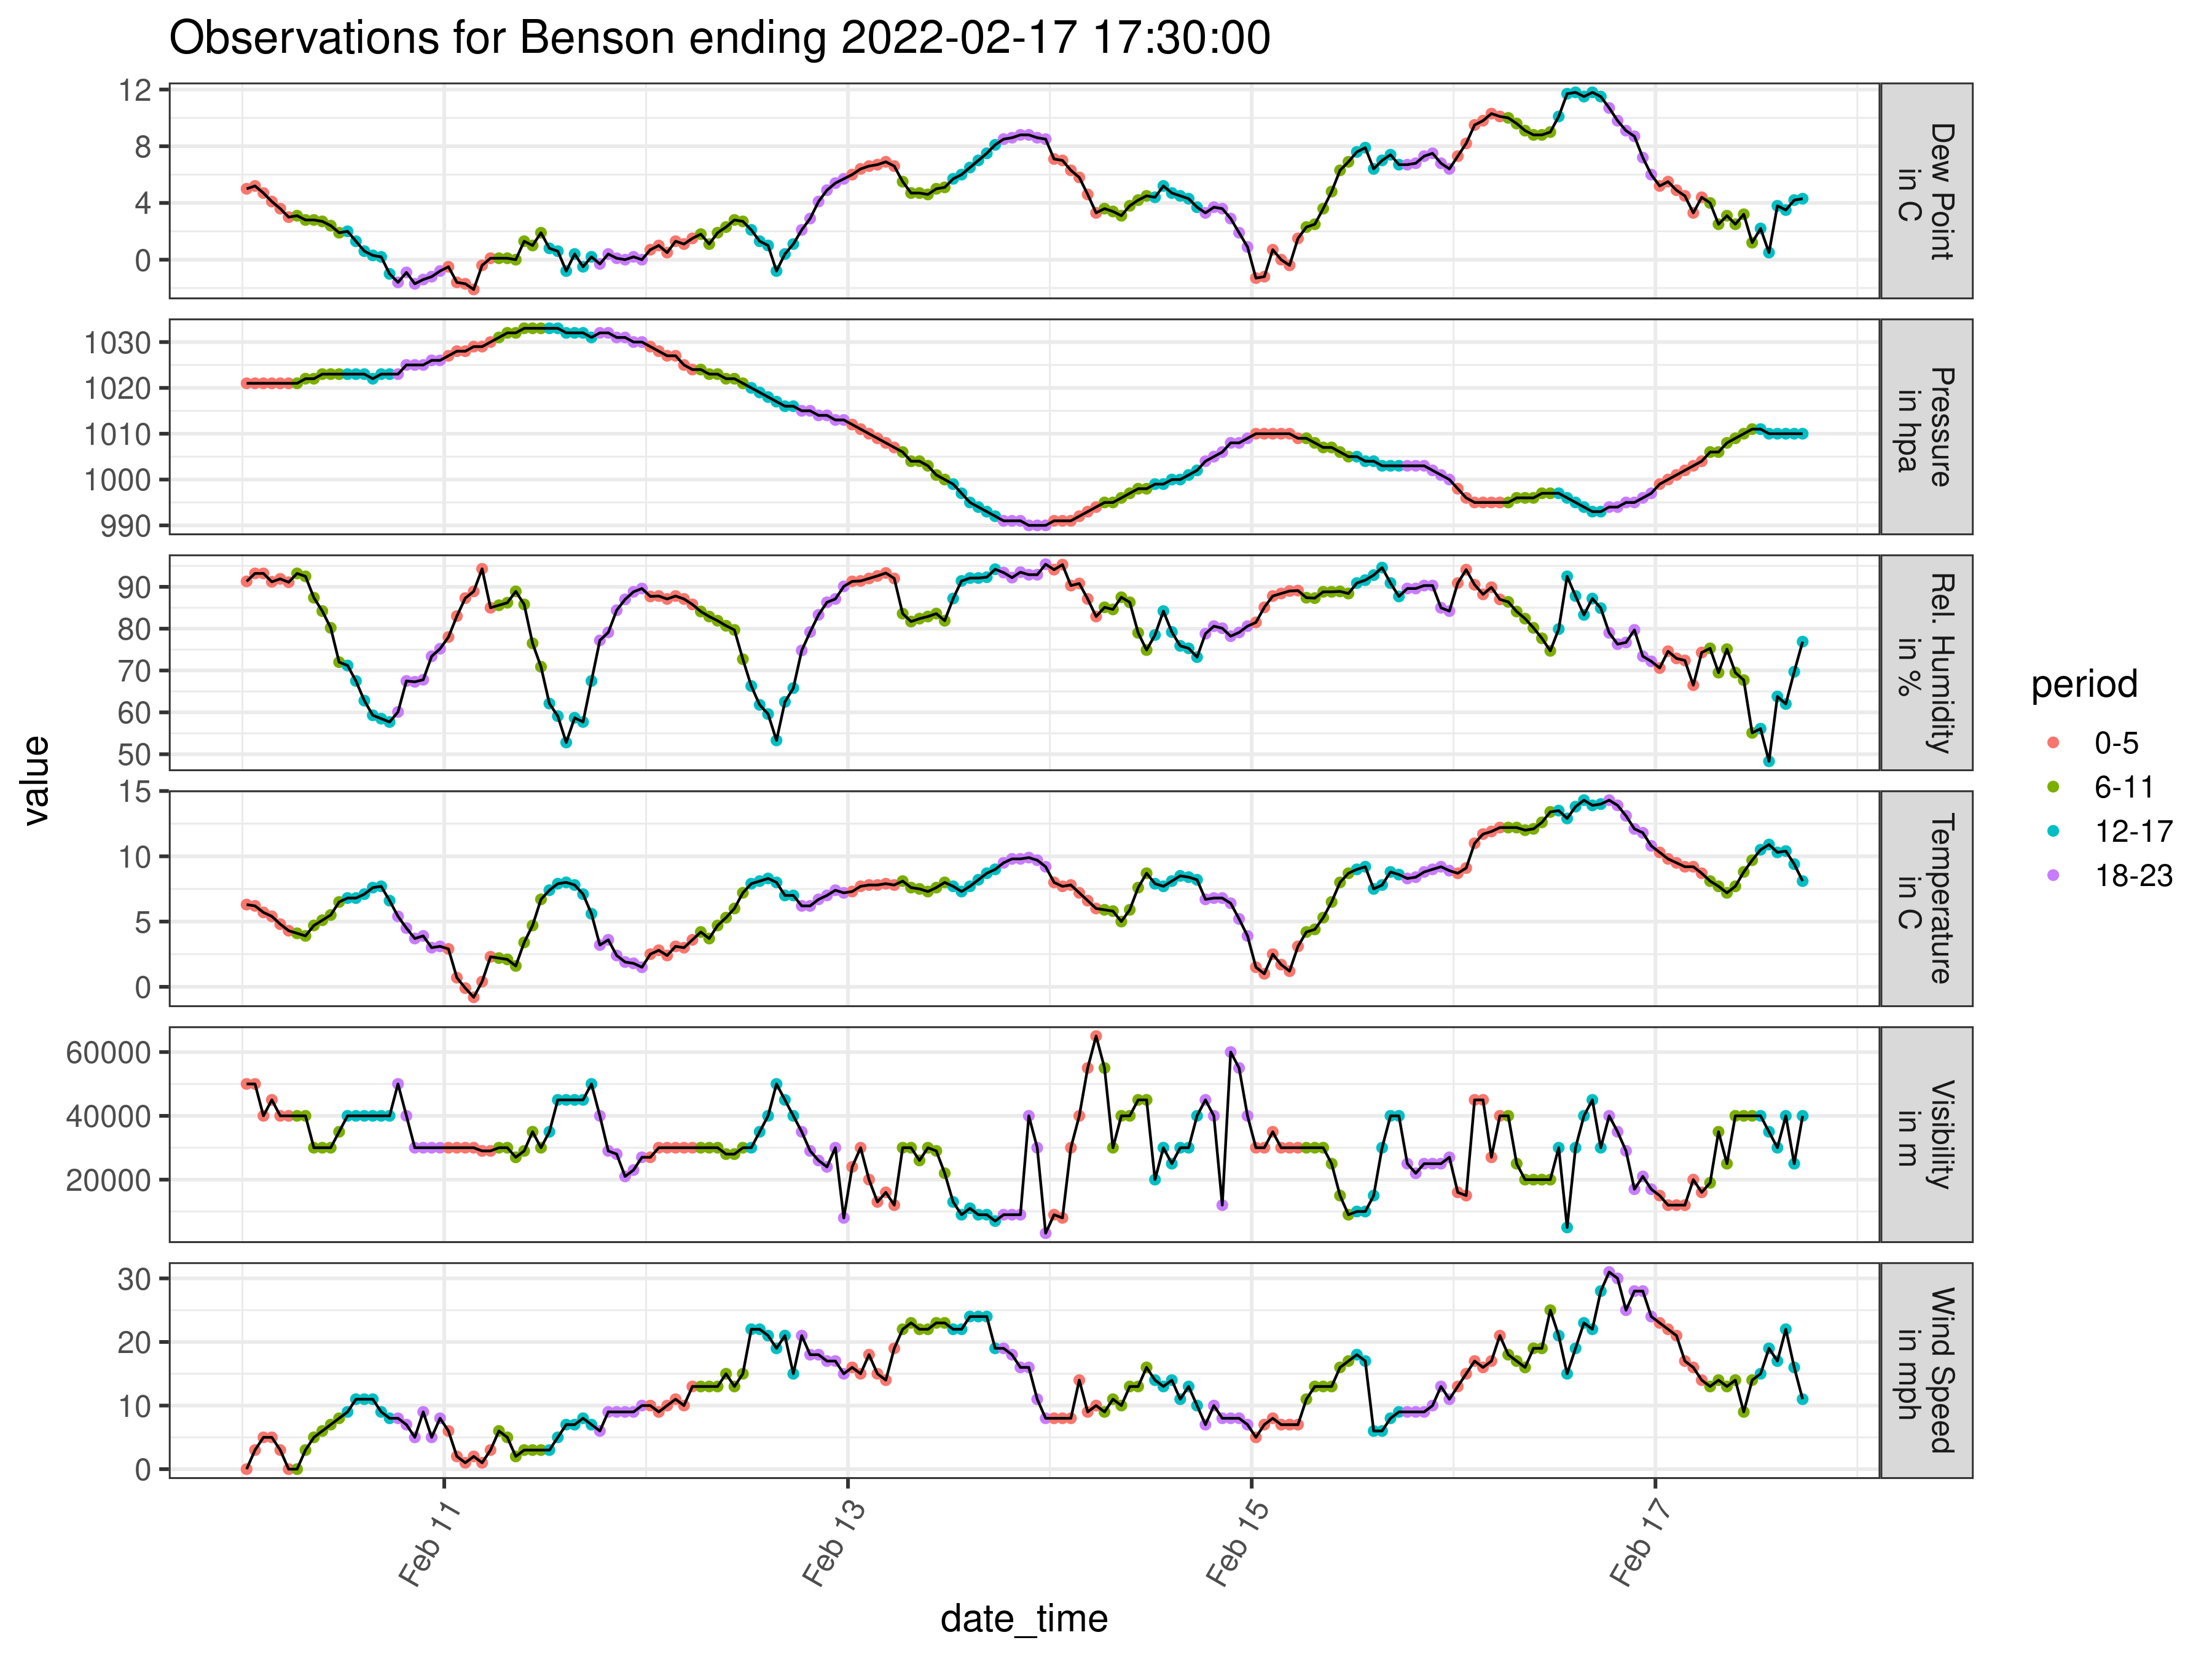 Observations for Benson ending 2022-02-17 17:30:00
12
8
4
0
Dew Point
in C
1030
1020
1010
1000
990
Pressure
in hpa
90
80
70
60
50
Rel. Humidity
in %
15
10
5
0
Temperature
in C
60000
40000
20000
Visibility
in m
30
20
10
0
Wind Speed
in mph
value
Feb 11
Feb 13
Feb 15
Feb 17
date_time
period
0-5
6-11
12-17
18-23